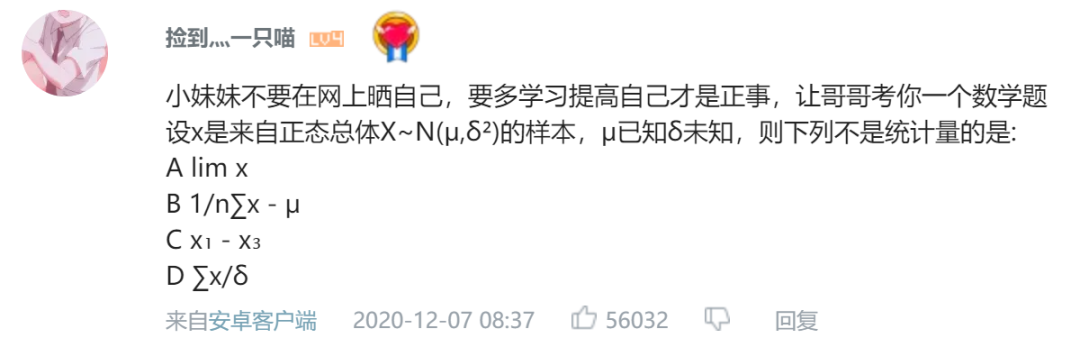 捡到灬一只喵 LV4
小妹妹不要在网上晒自己，要多学习提高自己才是正事，让哥哥考你一个数学题
设x是来自正态总体X~N(μ,δ²)的样本，μ已知δ未知，则下列不是统计量的是:
A lim x
B 1/n∑x - μ
C x₁ - x₃
D ∑x/δ
来自安卓客户端 2020-12-07 08:37 56032 回复